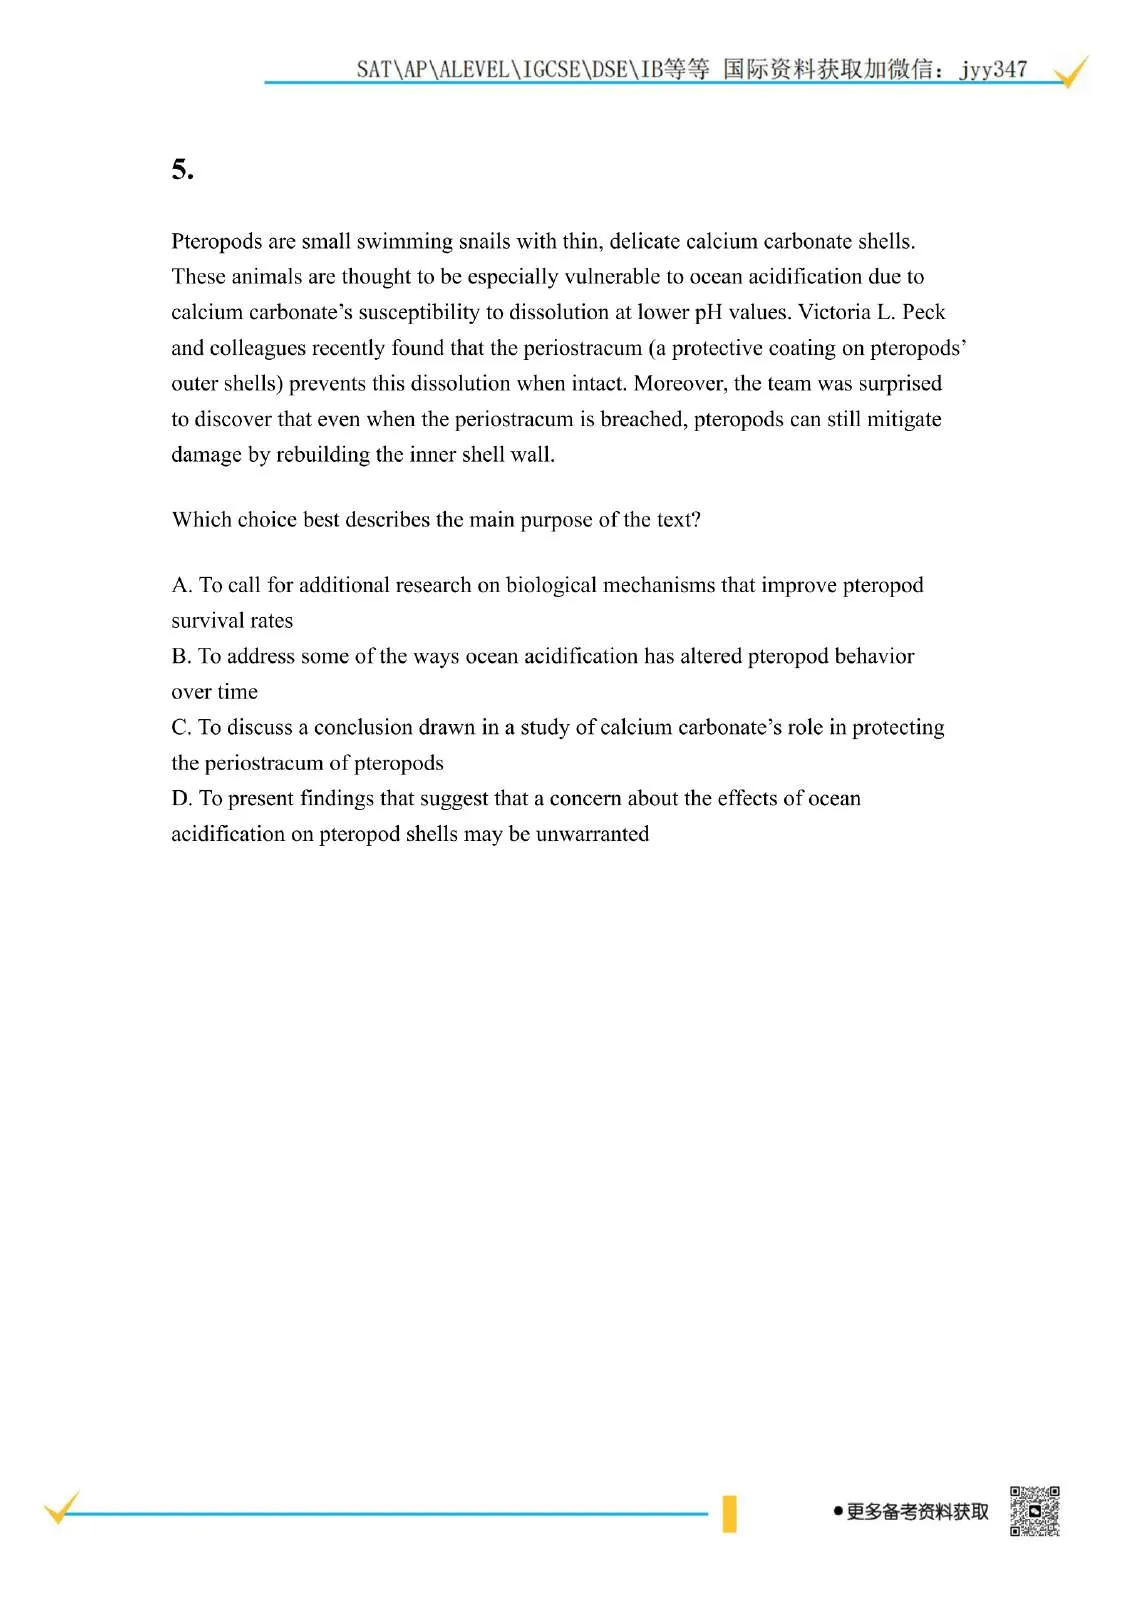 SAT\AP\ALEVEL\IGCSE\DSE\IB等等 国际资料获取加微信：jyy347
5.
Pteropods are small swimming snails with thin, delicate calcium carbonate shells.
These animals are thought to be especially vulnerable to ocean acidification due to
calcium carbonate’s susceptibility to dissolution at lower pH values. Victoria L. Peck
and colleagues recently found that the periostracum (a protective coating on pteropods’
outer shells) prevents this dissolution when intact. Moreover, the team was surprised
to discover that even when the periostracum is breached, pteropods can still mitigate
damage by rebuilding the inner shell wall.
Which choice best describes the main purpose of the text?
A. To call for additional research on biological mechanisms that improve pteropod
survival rates
B. To address some of the ways ocean acidification has altered pteropod behavior
over time
C. To discuss a conclusion drawn in a study of calcium carbonate’s role in protecting
the periostracum of pteropods
D. To present findings that suggest that a concern about the effects of ocean
acidification on pteropod shells may be unwarranted
●更多备考资料获取